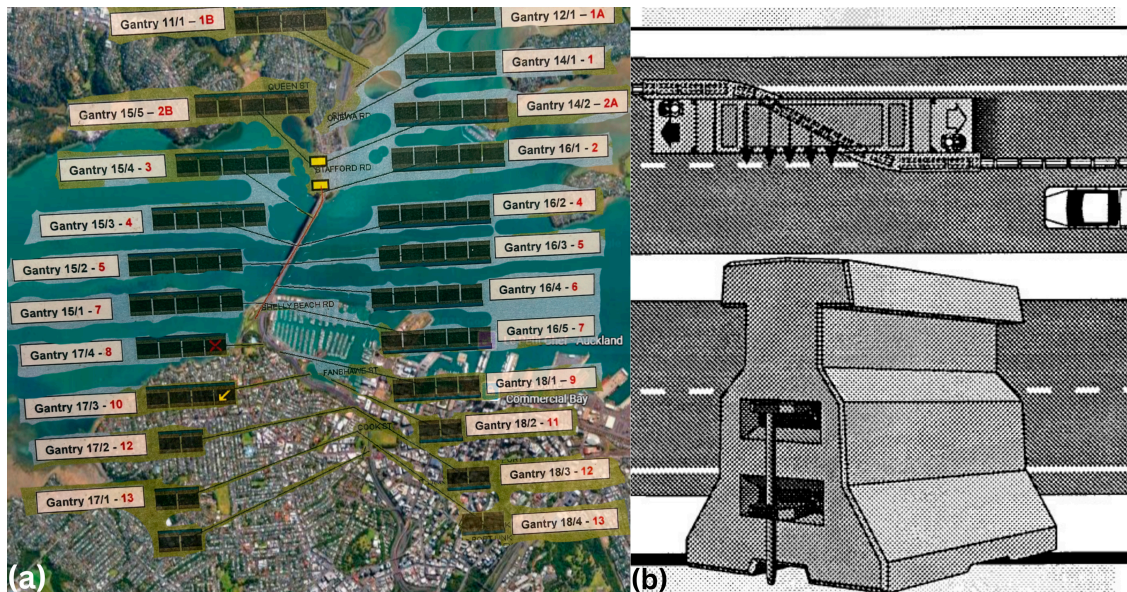 Gantry 11/1 – 1B
Gantry 12/1 – 1A
Gantry 14/1 - 1
QUEEN ST
Gantry 15/5 – 2B
Gantry 14/2 – 2A
ONEWA RD
Gantry 16/1 - 2
STAFFORD RD
Gantry 15/4 - 3
Gantry 16/2 - 4
Gantry 15/3 - 4
Gantry 16/3 - 5
Gantry 15/2 - 5
Gantry 16/4 - 6
Gantry 15/1 - 7
SHELLY BEACH RD
Gantry 16/5 - 7
Auckland
Gantry 17/4 - 8
FANSHAWE ST
Gantry 18/1 – 9
Commercial Bay
Gantry 17/3 - 10
Gantry 18/2 - 11
COOK ST
Gantry 17/2 - 12
Gantry 18/3 - 12
Gantry 17/1 - 13
Gantry 18/4 - 13
(a)
(b)